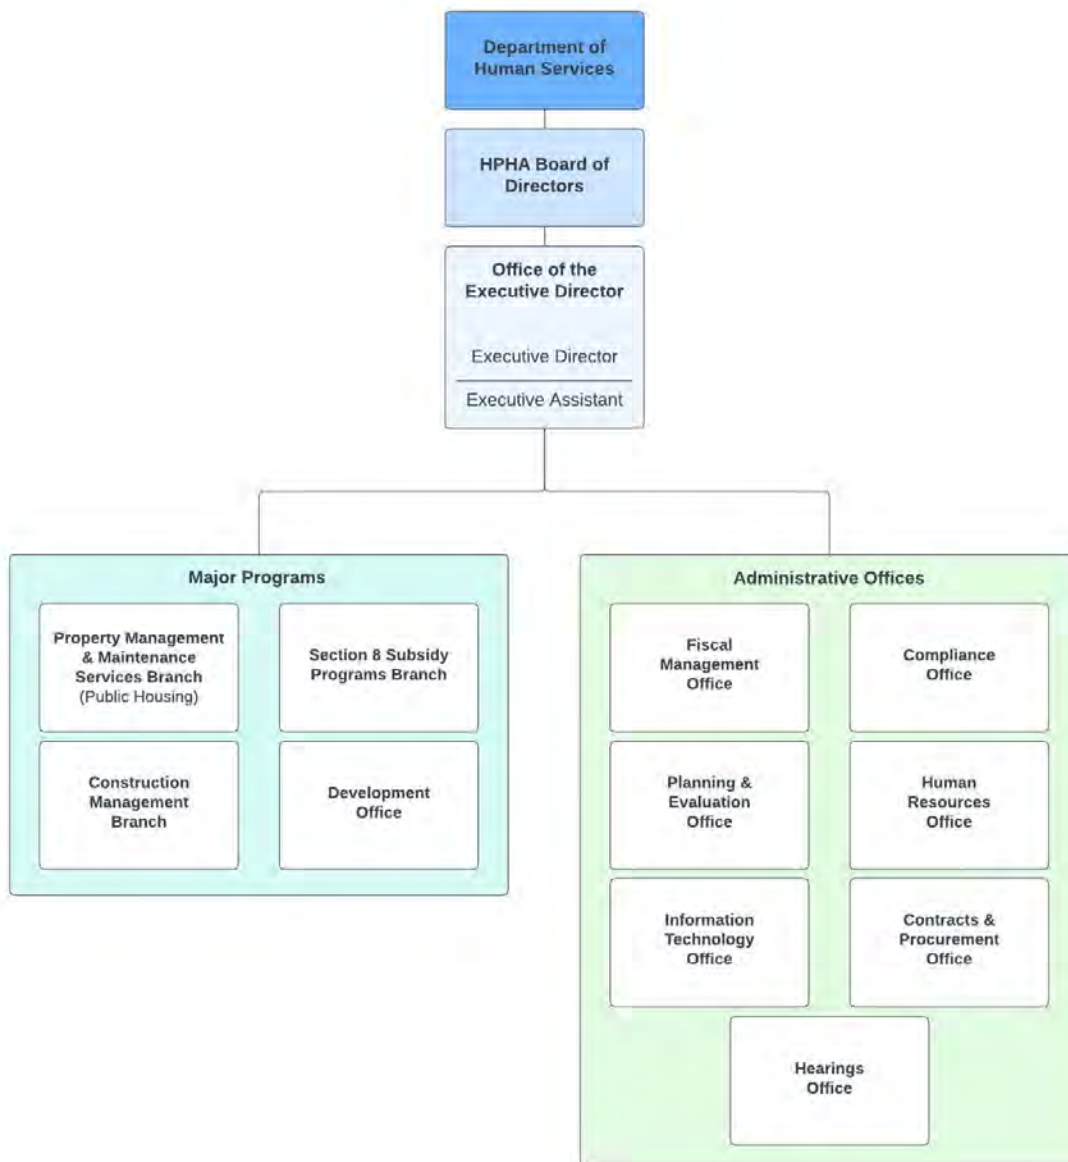 Department of
Human Services
HPHA Board of
Directors
Office of the
Executive Director
Executive Director
Executive Assistant
Major Programs
Property Management
& Maintenance
Services Branch
(Public Housing)
Section 8 Subsidy
Programs Branch
Construction
Management
Branch
Development
Office
Administrative Offices
Fiscal
Management
Office
Compliance
Office
Planning &
Evaluation
Office
Human
Resources
Office
Information
Technology
Office
Contracts &
Procurement
Office
Hearings
Office